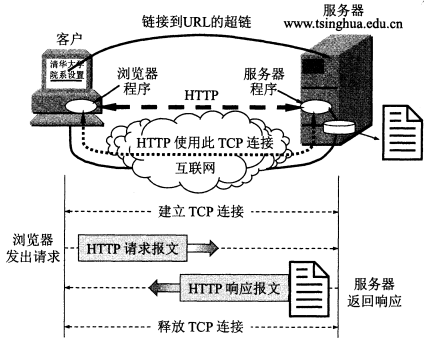 链接到URL的超链
服务器
www.tsinghua.edu.cn
客户
清华大学
院系设置
浏览器
程序
HTTP
服务器
程序
HTTP 使用此 TCP 连接
互联网
建立 TCP 连接
浏览器
发出请求
HTTP 请求报文
HTTP 响应报文
服务器
返回响应
释放 TCP 连接